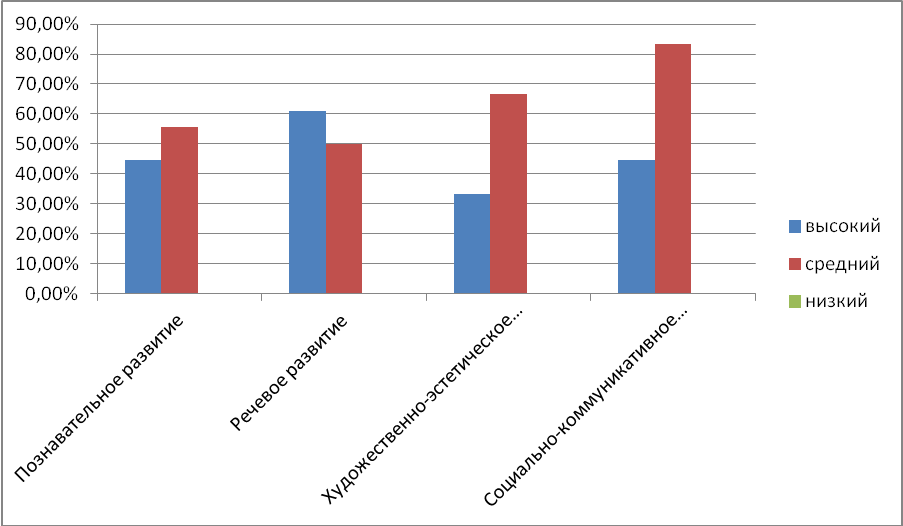 90,00%
80,00%
70,00%
60,00%
50,00%
40,00%
30,00%
20,00%
10,00%
0,00%
Познавательное развитие
Речевое развитие
Художественно-эстетическое...
Социально-коммуникативное...
высокий
средний
низкий